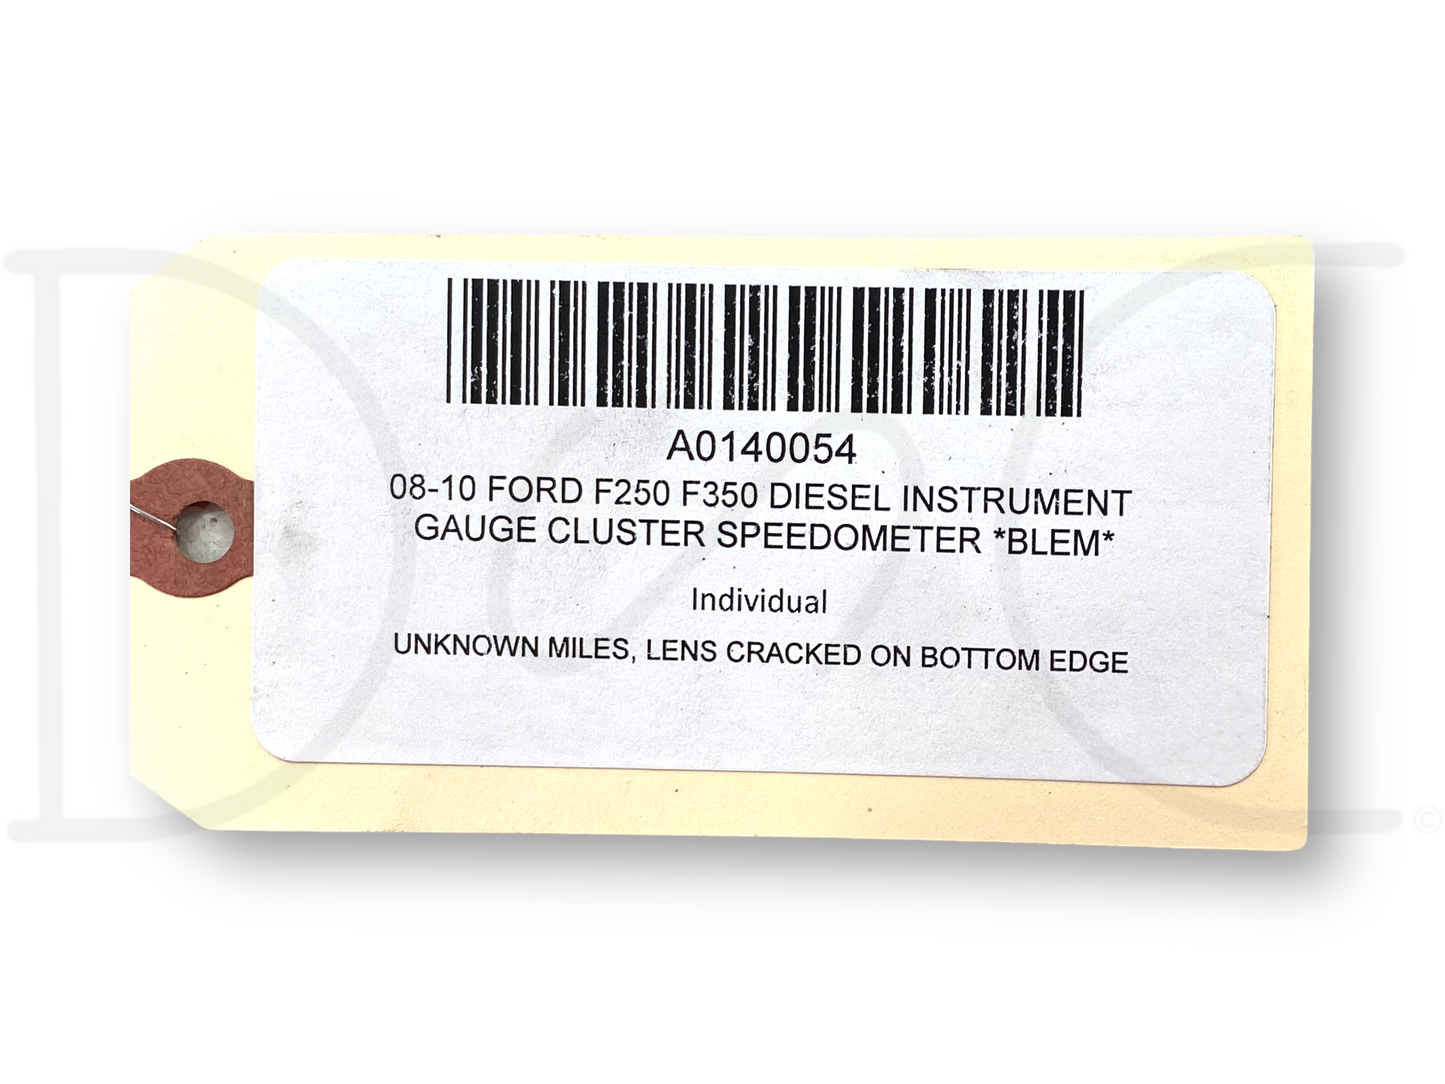 A0140054
08-10 FORD F250 F350 DIESEL INSTRUMENT
GAUGE CLUSTER SPEEDOMETER *BLEM*
Individual
UNKNOWN MILES, LENS CRACKED ON BOTTOM EDGE